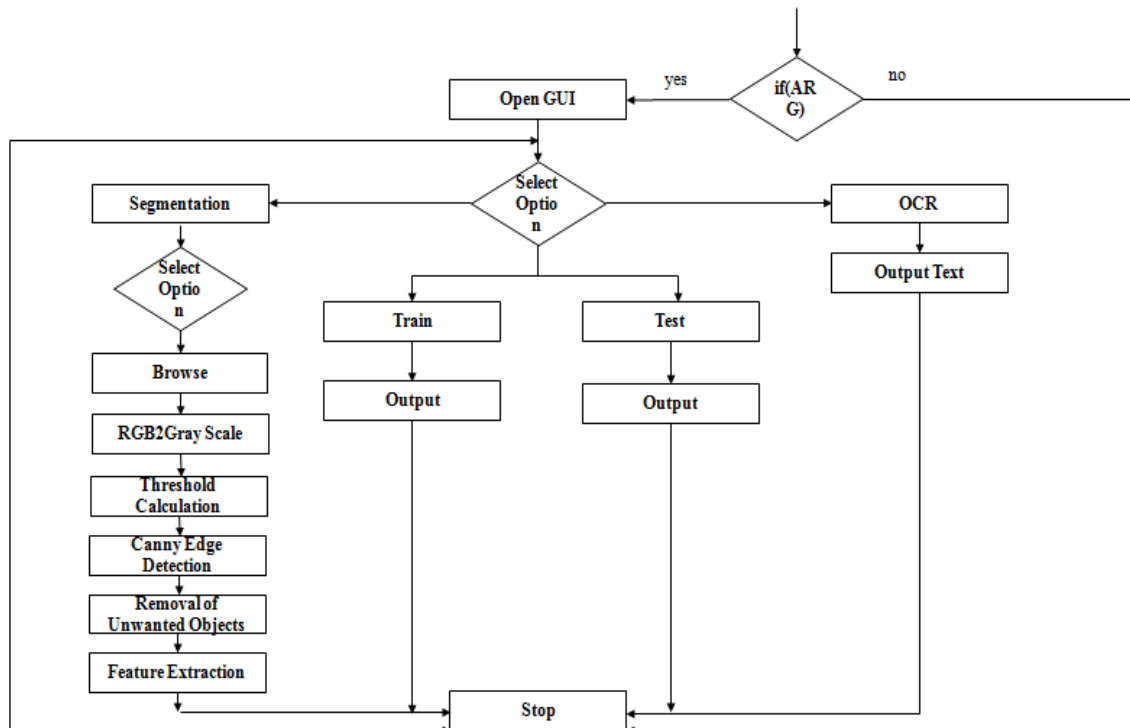 yes
if(AR
G)
no
Open GUI
Select
Optio
n
Segmentation
OCR
Select
Optio
n
Output Text
Train
Test
Browse
Output
Output
RGB2Gray Scale
Threshold
Calculation
Canny Edge
Detection
Removal of
Unwanted Objects
Feature Extraction
Stop